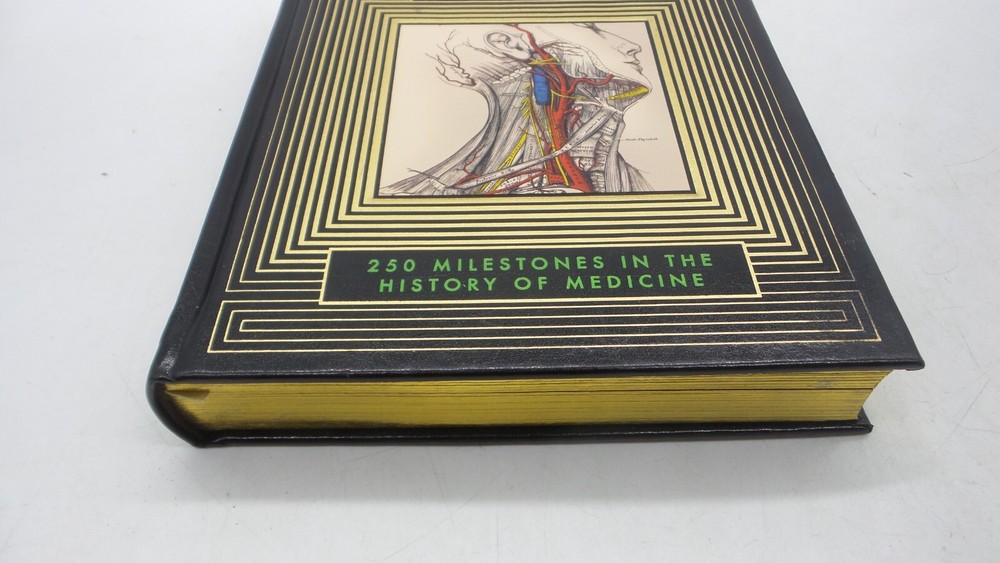 250 MILESTONES IN THE
HISTORY OF MEDICINE